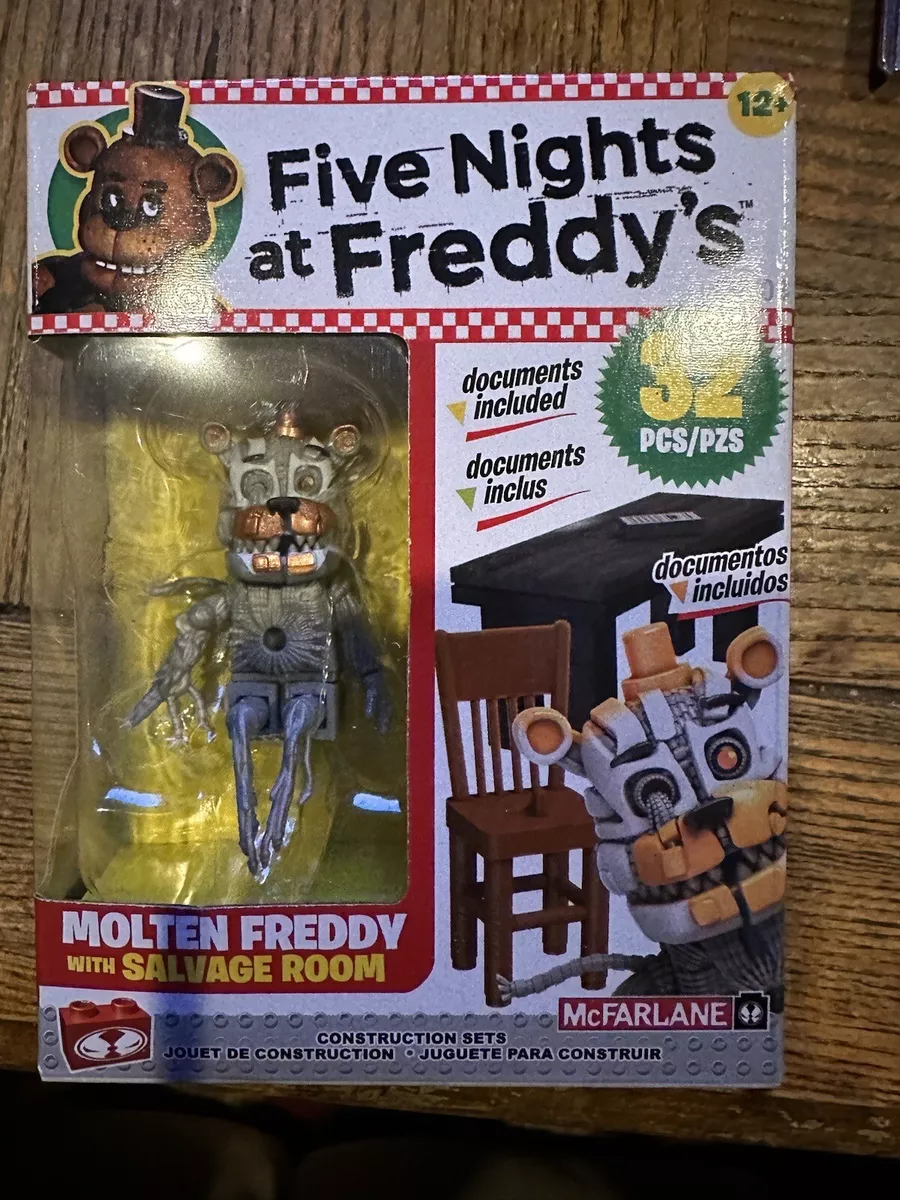 12+
Five Nights
at Freddy's™
32
PCS/PZS
documents
included
documents
inclus
documentos
incluidos
MOLTEN FREDDY
WITH SALVAGE ROOM
McFARLANE
CONSTRUCTION SETS
JOUET DE CONSTRUCTION • JUGUETE PARA CONSTRUIR